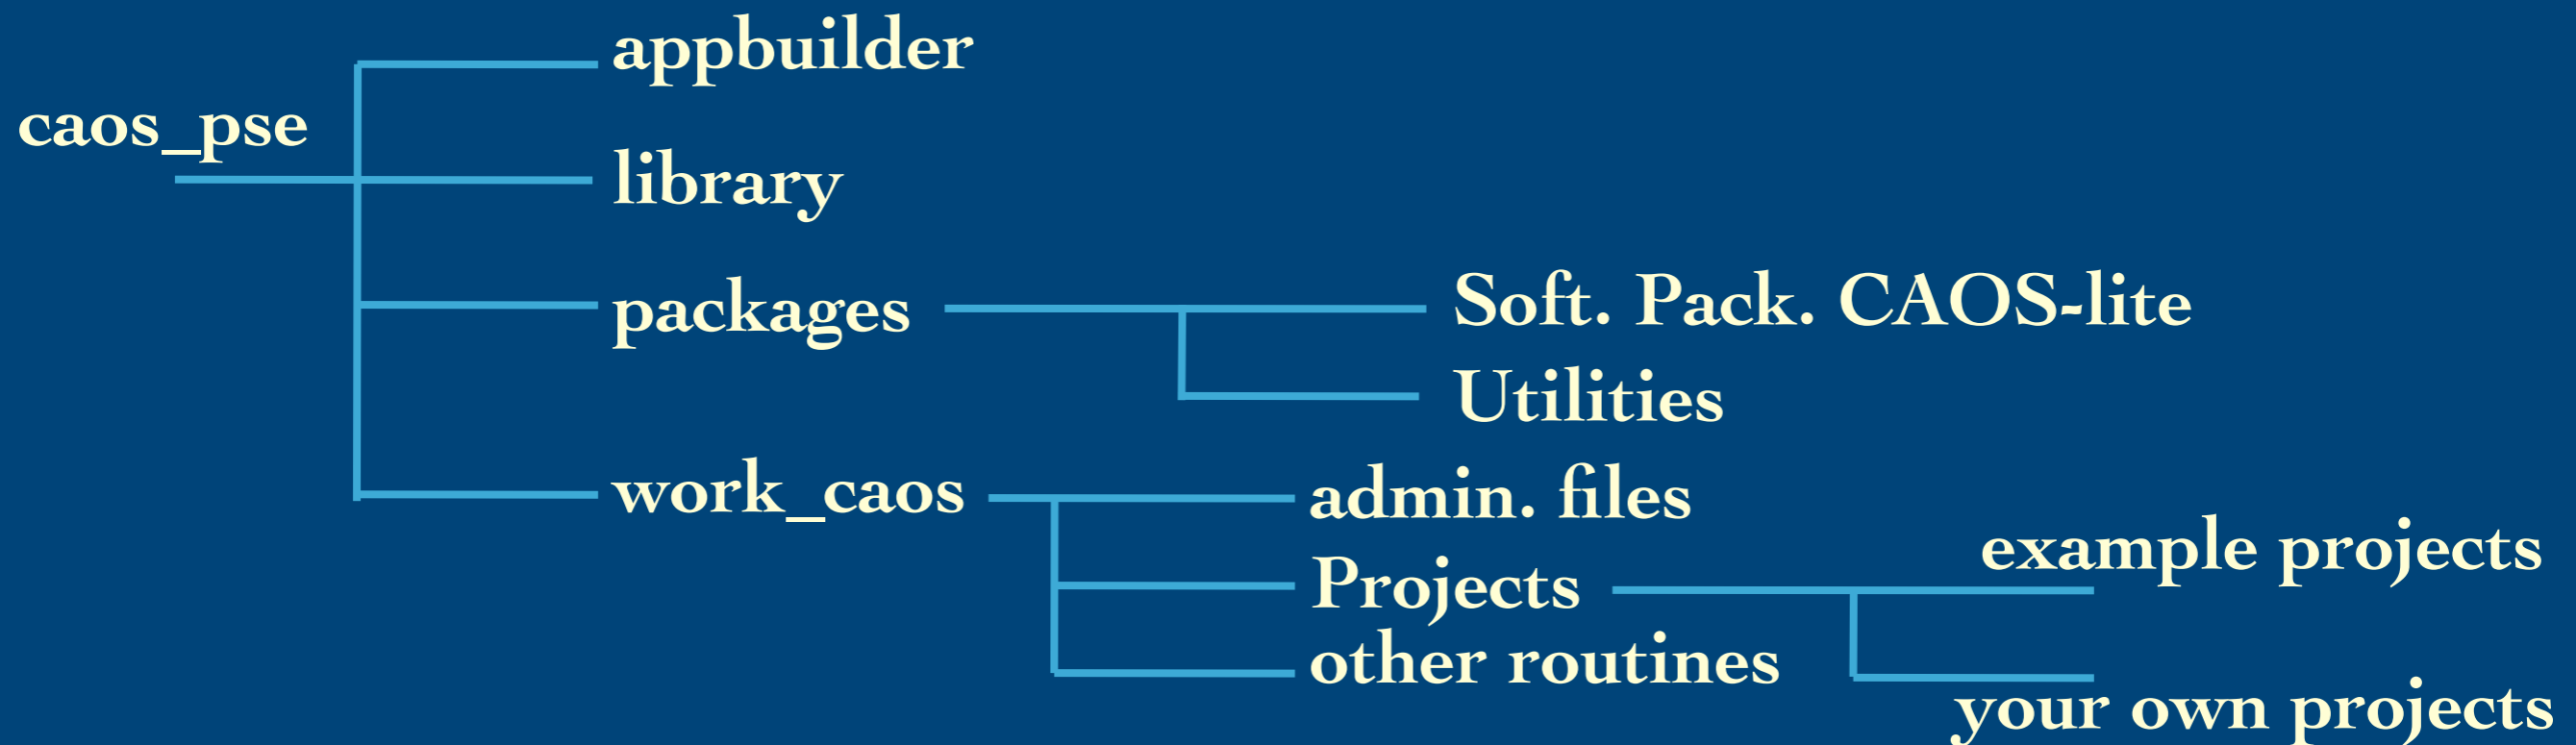 appbuilder
caos_pse
library
packages
Soft. Pack. CAOS-lite
Utilities
work_caos
admin. files
Projects
example projects
other routines
your own projects